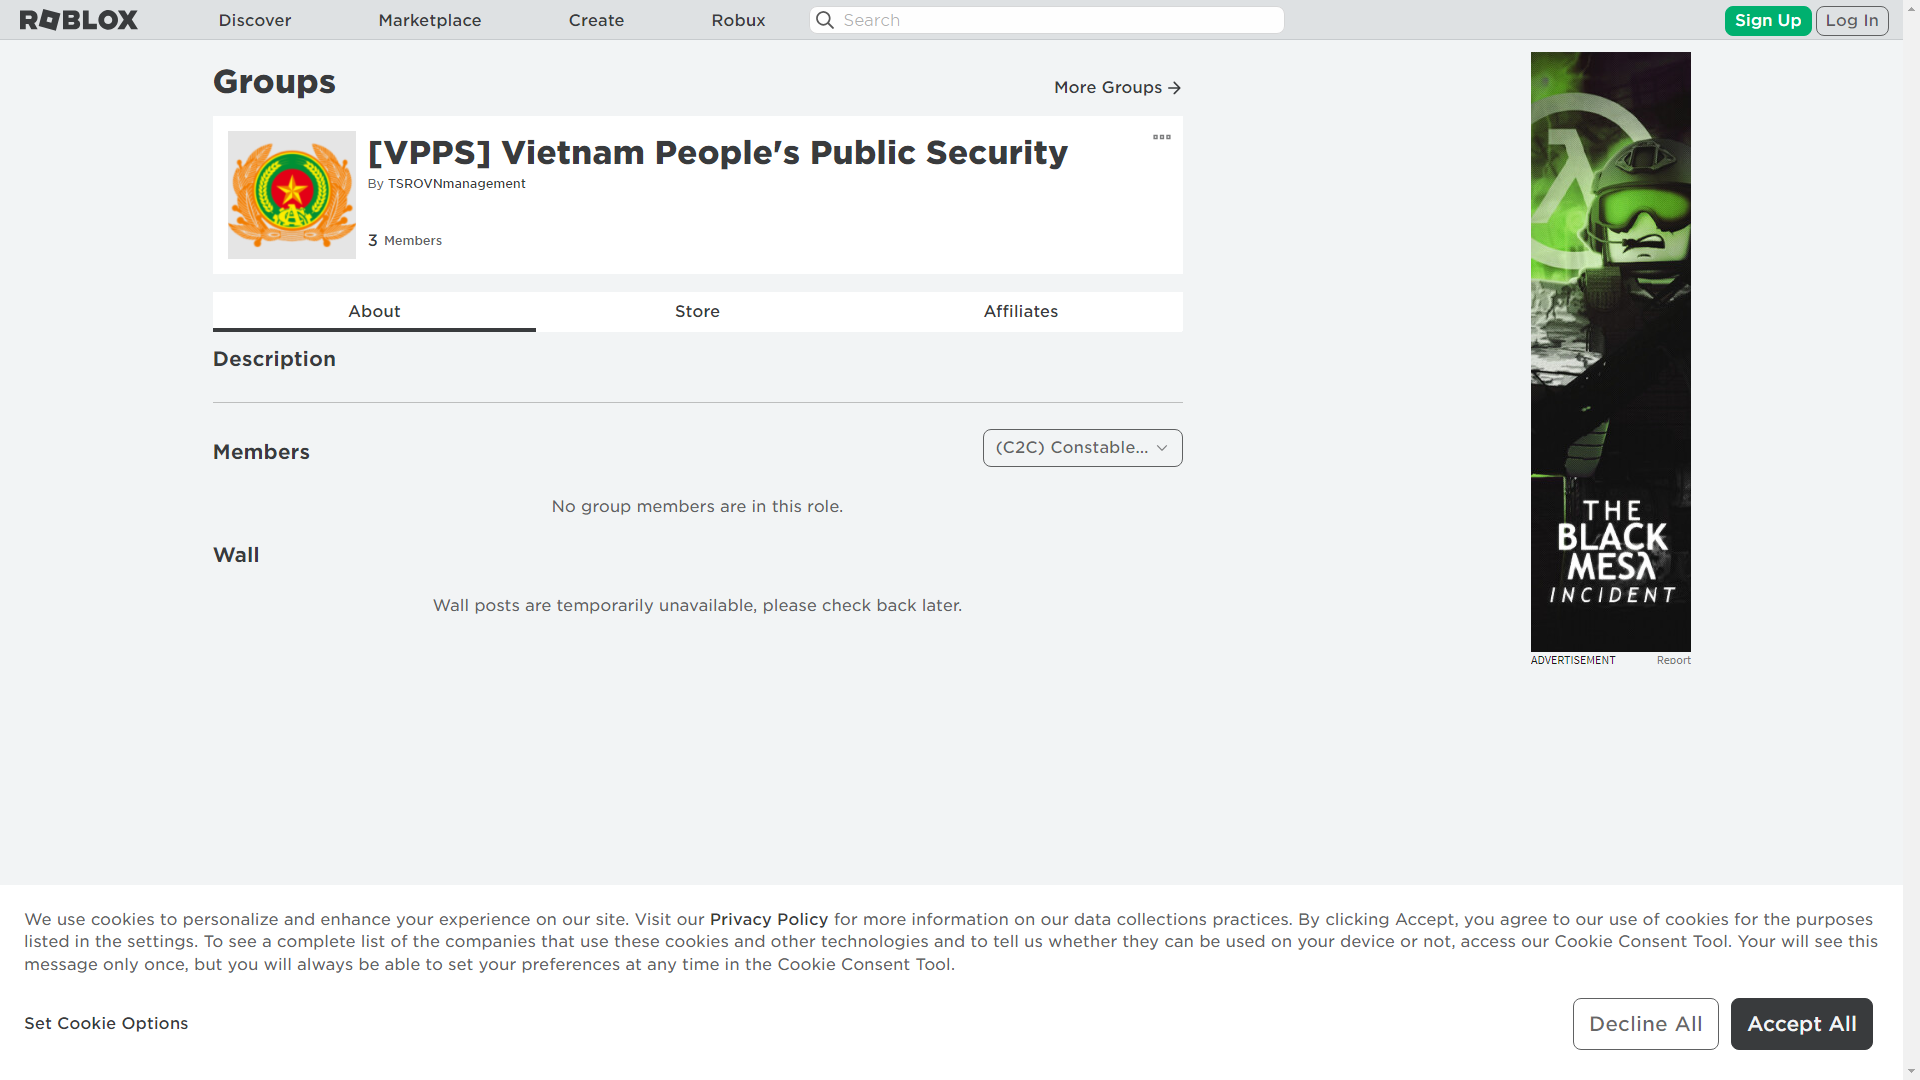 ROBLOX
Discover
Marketplace
Create
Robux
Search
Sign Up
Log In
Groups
More Groups
[VPPS] Vietnam People's Public Security
By TSROVNmanagement
3 Members
About
Store
Affiliates
Description
Members
(C2C) Constable...
No group members are in this role.
Wall
Wall posts are temporarily unavailable, please check back later.
THE
BLACK
MESA
INCIDENT
ADVERTISEMENT
Report
We use cookies to personalize and enhance your experience on our site. Visit our Privacy Policy for more information on our data collections practices. By clicking Accept, you agree to our use of cookies for the purposes
listed in the settings. To see a complete list of the companies that use these cookies and other technologies and to tell us whether they can be used on your device or not, access our Cookie Consent Tool. Your will see this
message only once, but you will always be able to set your preferences at any time in the Cookie Consent Tool.
Set Cookie Options
Decline All
Accept All